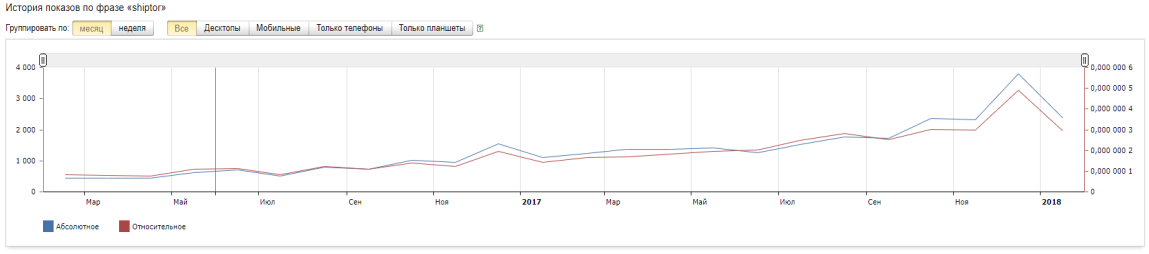 История показов по фразе «shiptor»
Группировать по: месяц неделя Все Десктопы Мобильные Только телефоны Только планшеты ?
4 000 0,000 000 6
0,000 000 5
3 000
0,000 000 4
2 000 0,000 000 3
0,000 000 2
1 000
0,000 000 1
0 0
Мар Май Июл Сен Ноя 2017 Мар Май Июл Сен Ноя 2018
Абсолютное Относительное